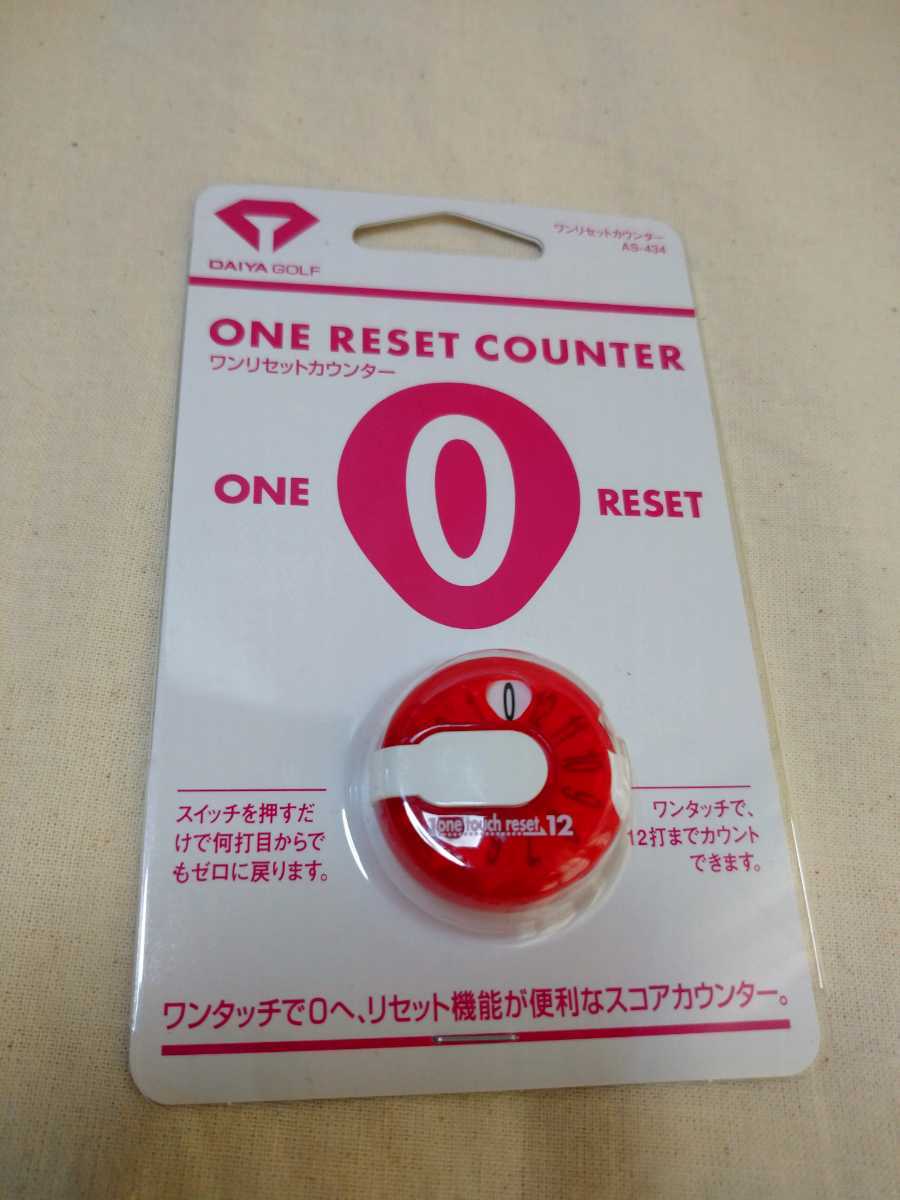 DAIYA GOLF
ワンリセットカウンター
AS-434
ONE RESET COUNTER
ワンリセットカウンター
ONE
0
RESET
0
one touch reset 12
スイッチを押すだ
けで何打目からで
もゼロに戻ります。
ワンタッチで、
12打までカウント
できます。
ワンタッチで0へ、リセット機能が便利なスコアカウンター。